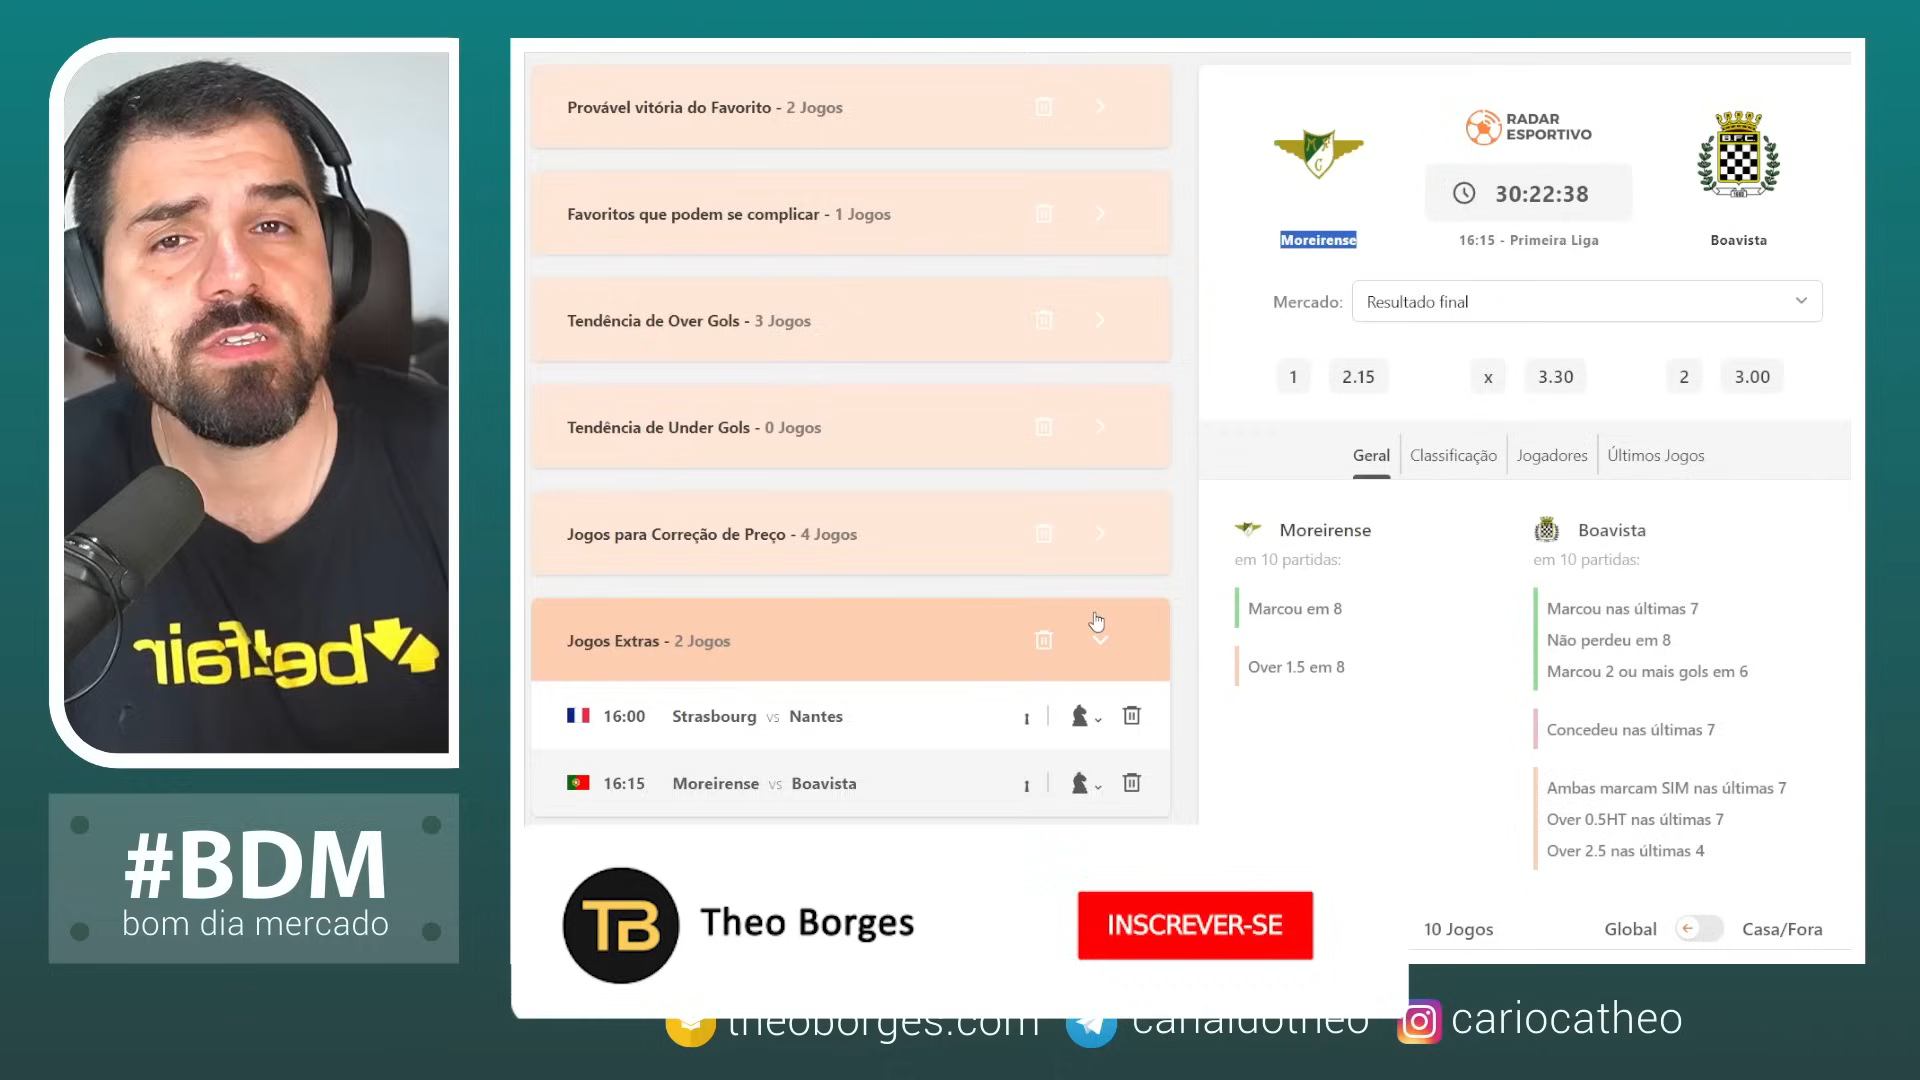 betfair
#BDM
bom dia mercado
Provável vitória do Favorito - 2 Jogos
Favoritos que podem se complicar - 1 Jogos
Tendência de Over Gols - 3 Jogos
Tendência de Under Gols - 0 Jogos
Jogos para Correção de Preço - 4 Jogos
Jogos Extras - 2 Jogos
16:00 Strasbourg vs Nantes
16:15 Moreirense vs Boavista
RADAR
ESPORTIVO
MFC
B.F.C.
30:22:38
Moreirense
16:15 - Primeira Liga
Boavista
Mercado: Resultado final
1 2.15 x 3.30 2 3.00
Geral Classificação Jogadores Últimos Jogos
Moreirense
em 10 partidas:
Marcou em 8
Over 1.5 em 8
Boavista
em 10 partidas:
Marcou nas últimas 7
Não perdeu em 8
Marcou 2 ou mais gols em 6
Concedeu nas últimas 7
Ambas marcam SIM nas últimas 7
Over 0.5HT nas últimas 7
Over 2.5 nas últimas 4
10 Jogos Global Casa/Fora
TB Theo Borges
INSCREVER-SE
theoborges.com canaldotheo cariocatheo